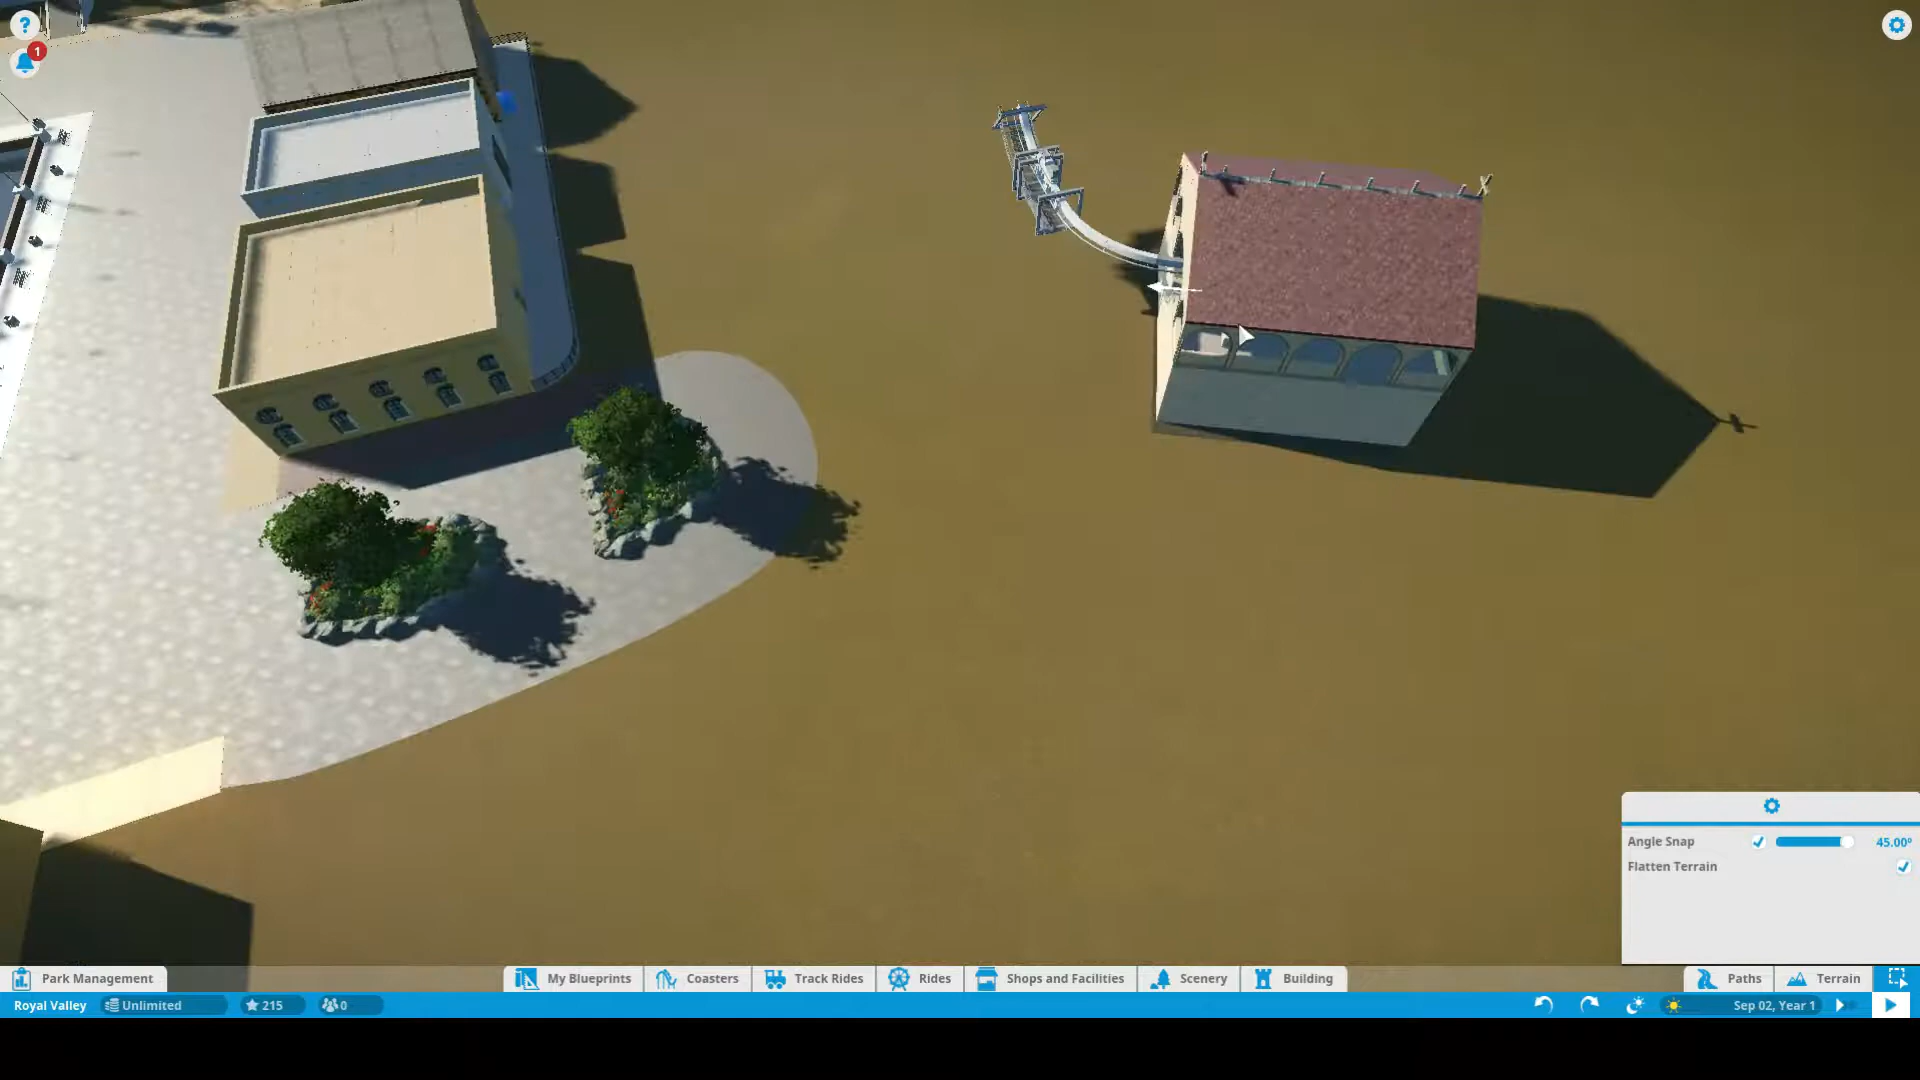 ?
1
Angle Snap 45.00°
Flatten Terrain
Park Management
My Blueprints
Coasters
Track Rides
Rides
Shops and Facilities
Scenery
Building
Paths
Terrain
Royal Valley
Unlimited
215
0
Sep 02, Year 1